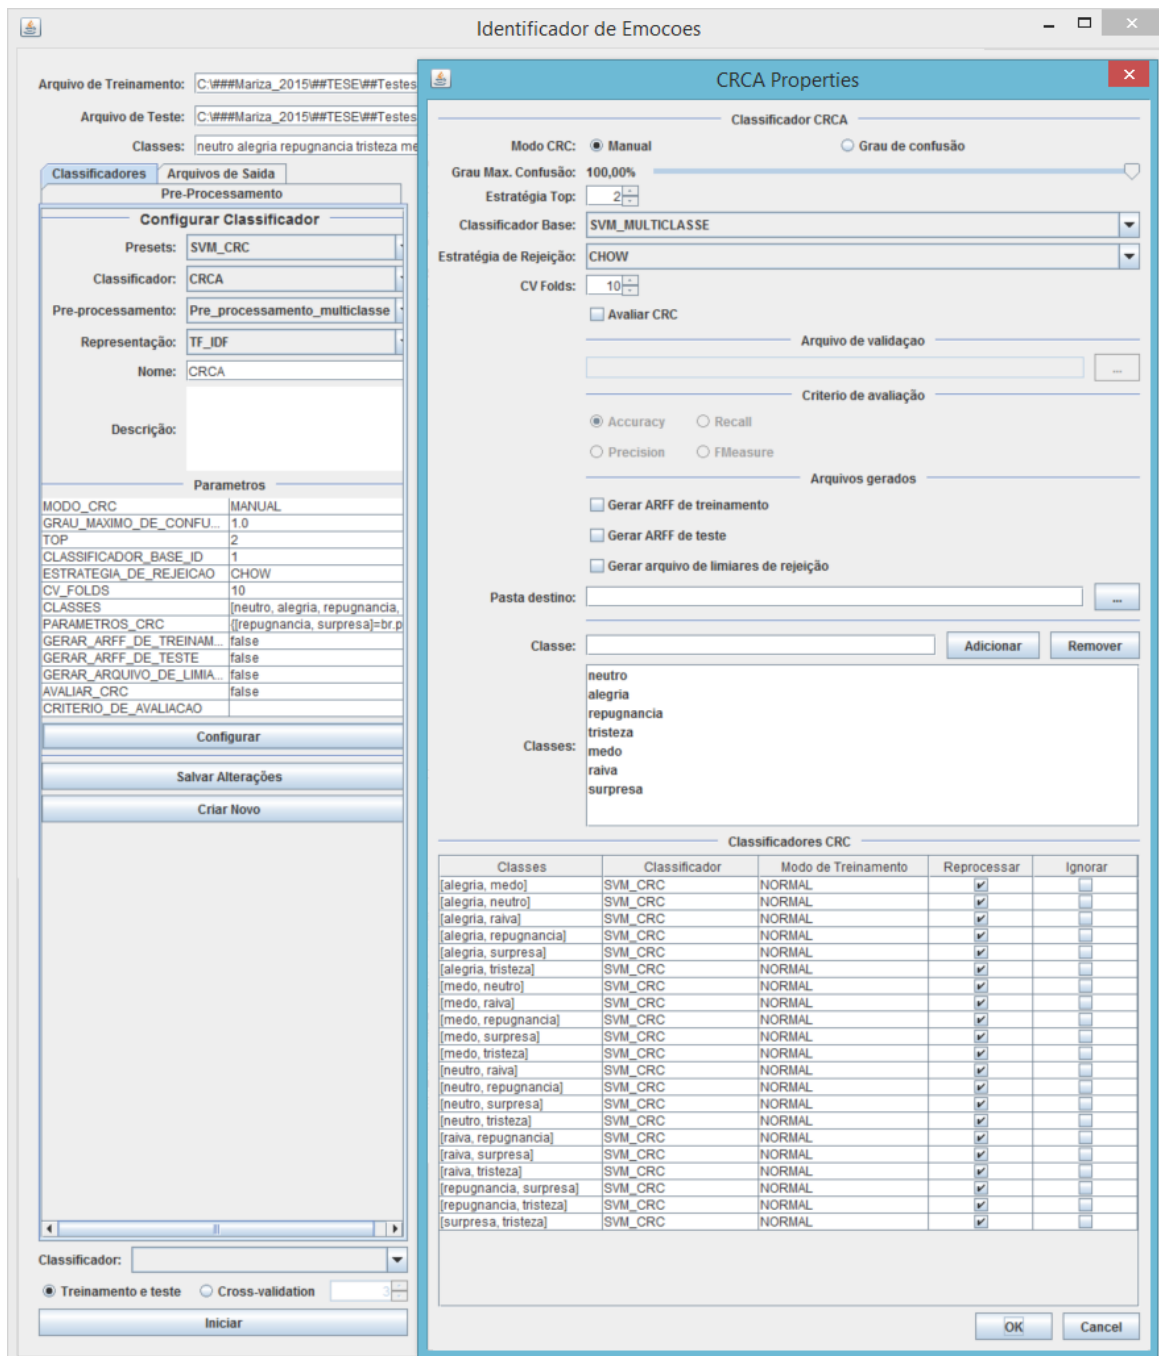 Identificador de Emocoes
Arquivo de Treinamento: C:\###Mariza_2015\##TESE\##Testes
Arquivo de Teste: C:\###Mariza_2015\##TESE\##Testes
Classes: neutro alegria repugnancia tristeza me
Classificadores Arquivos de Saida
Pre-Processamento
Configurar Classificador
Presets: SVM_CRC
Classificador: CRCA
Pre-processamento: Pre_processamento_multiclasse
Representação: TF_IDF
Nome: CRCA
Descrição:
Parametros
MODO_CRC MANUAL
GRAU_MAXIMO_DE_CONFU... 1.0
TOP 2
CLASSIFICADOR_BASE_ID 1
ESTRATEGIA_DE_REJEICAO CHOW
CV_FOLDS 10
CLASSES [neutro, alegria, repugnancia,
PARAMETROS_CRC {[repugnancia, surpresa]=br.p
GERAR_ARFF_DE_TREINAM... false
GERAR_ARFF_DE_TESTE false
GERAR_ARQUIVO_DE_LIMIA... false
AVALIAR_CRC false
CRITERIO_DE_AVALIACAO
Configurar
Salvar Alterações
Criar Novo
Classificador:
Treinamento e teste Cross-validation 3
Iniciar
CRCA Properties
Classificador CRCA
Modo CRC: Manual Grau de confusão
Grau Max. Confusão: 100,00%
Estratégia Top: 2
Classificador Base: SVM_MULTICLASSE
Estratégia de Rejeição: CHOW
CV Folds: 10
Avaliar CRC
Arquivo de validaçao
...
Criterio de avaliação
Accuracy Recall
Precision FMeasure
Arquivos gerados
Gerar ARFF de treinamento
Gerar ARFF de teste
Gerar arquivo de limiares de rejeição
Pasta destino: ...
Classe: Adicionar Remover
Classes:
neutro
alegria
repugnancia
tristeza
medo
raiva
surpresa
Classificadores CRC
Classes Classificador Modo de Treinamento Reprocessar Ignorar
[alegria, medo] SVM_CRC NORMAL
[alegria, neutro] SVM_CRC NORMAL
[alegria, raiva] SVM_CRC NORMAL
[alegria, repugnancia] SVM_CRC NORMAL
[alegria, surpresa] SVM_CRC NORMAL
[alegria, tristeza] SVM_CRC NORMAL
[medo, neutro] SVM_CRC NORMAL
[medo, raiva] SVM_CRC NORMAL
[medo, repugnancia] SVM_CRC NORMAL
[medo, surpresa] SVM_CRC NORMAL
[medo, tristeza] SVM_CRC NORMAL
[neutro, raiva] SVM_CRC NORMAL
[neutro, repugnancia] SVM_CRC NORMAL
[neutro, surpresa] SVM_CRC NORMAL
[neutro, tristeza] SVM_CRC NORMAL
[raiva, repugnancia] SVM_CRC NORMAL
[raiva, surpresa] SVM_CRC NORMAL
[raiva, tristeza] SVM_CRC NORMAL
[repugnancia, surpresa] SVM_CRC NORMAL
[repugnancia, tristeza] SVM_CRC NORMAL
[surpresa, tristeza] SVM_CRC NORMAL
OK Cancel